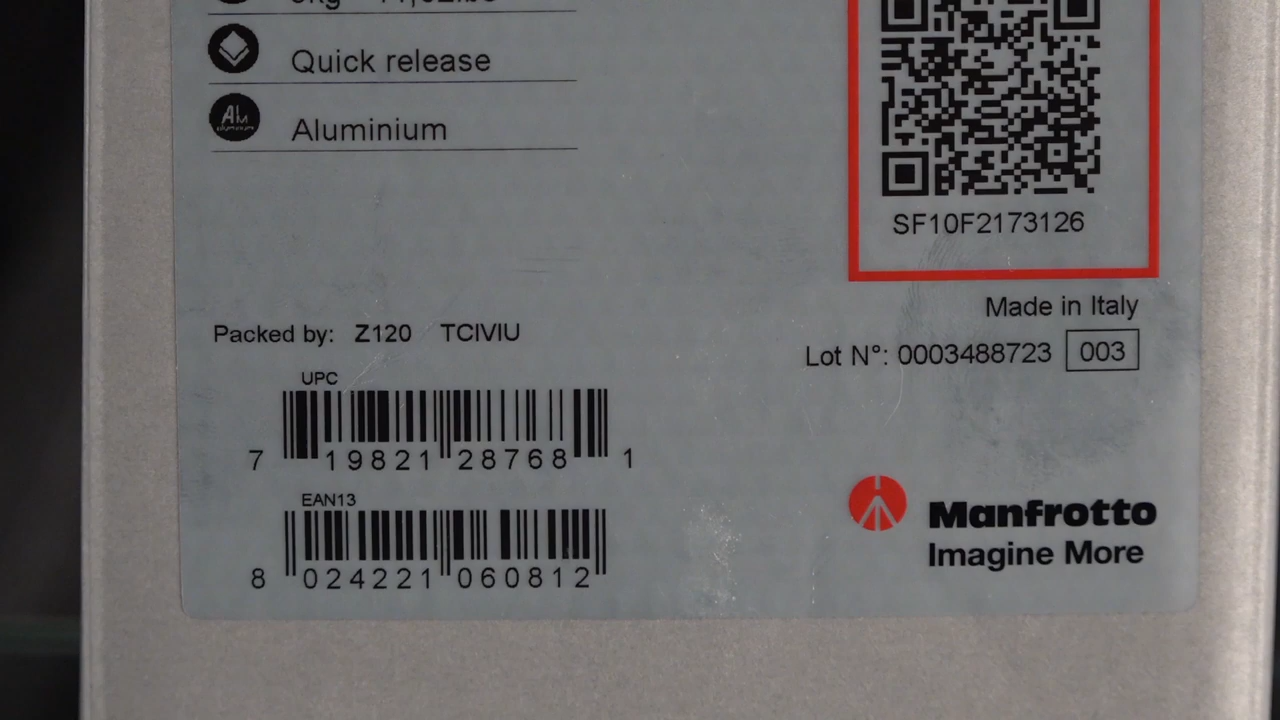 Quick release
Aluminium
SF10F2173126
Made in Italy
Lot N°: 0003488723 003
Packed by: Z120 TCIVIU
UPC
7 19821 28768 1
EAN13
8 024221 060812
Manfrotto
Imagine More